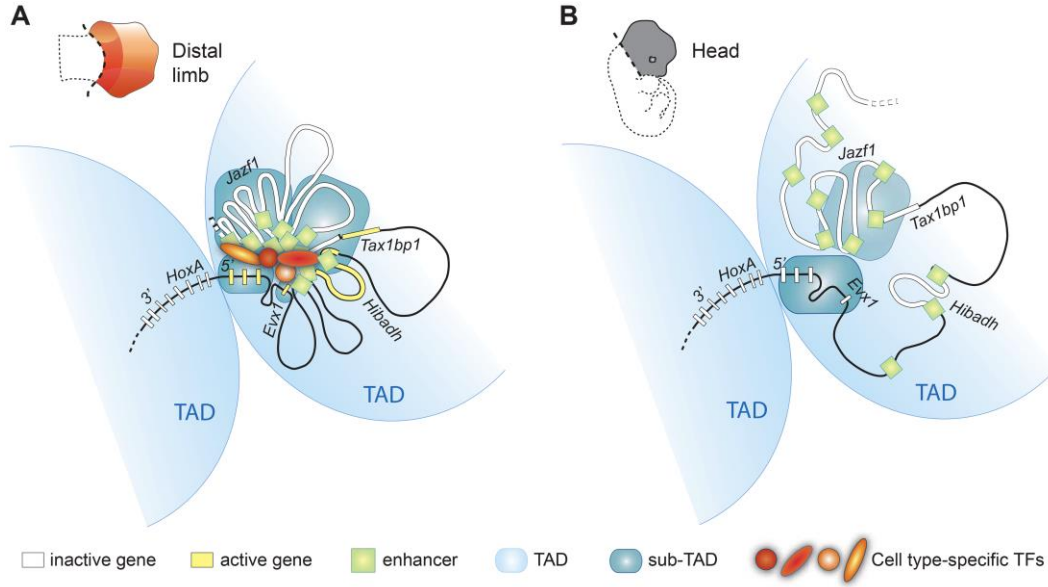 A
Distal
limb
Jazf1
Tax1bp1
HoxA
5'
3'
Evx1
Hibadh
TAD
TAD
B
Head
Jazf1
Tax1bp1
HoxA
5'
3'
Evx1
Hibadh
TAD
TAD
inactive gene
active gene
enhancer
TAD
sub-TAD
Cell type-specific TFs